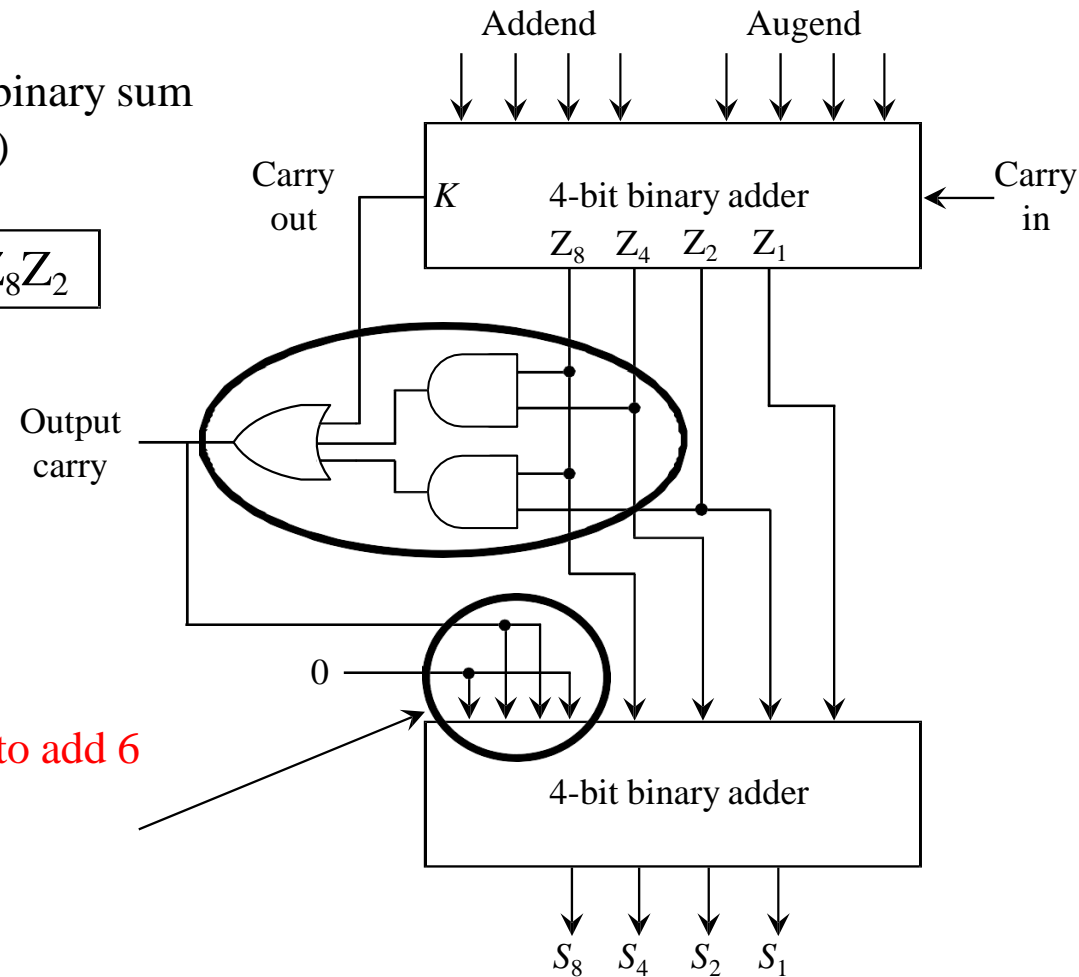 Addend Augend
binary sum
)
Carry out
K 4-bit binary adder
Carry in
Z₈ Z₄ Z₂ Z₁
Z₈Z₂
Output carry
0
to add 6
4-bit binary adder
S₈ S₄ S₂ S₁